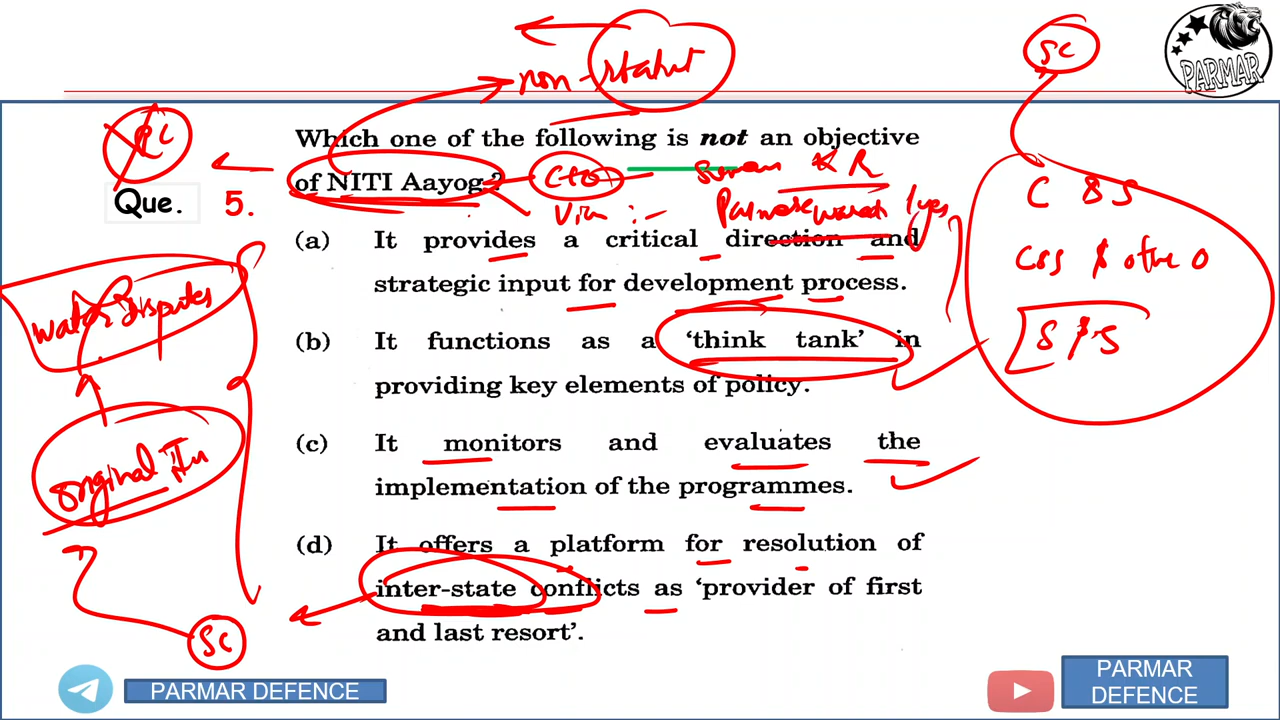 SC
PARMAR
non-statut
PC
Which one of the following is not an objective
of NITI Aayog?
CEO
Que. 5.
Vice :-
(a) It provides a critical direction and
strategic input for development process.
C & S
water disputes
(b) It functions as a 'think tank' in
providing key elements of policy.
S & S
(c) It monitors and evaluates the
implementation of the programmes.
original
(d) It offers a platform for resolution of
inter-state conflicts as 'provider of first
and last resort'.
SC
PARMAR DEFENCE
PARMAR
DEFENCE